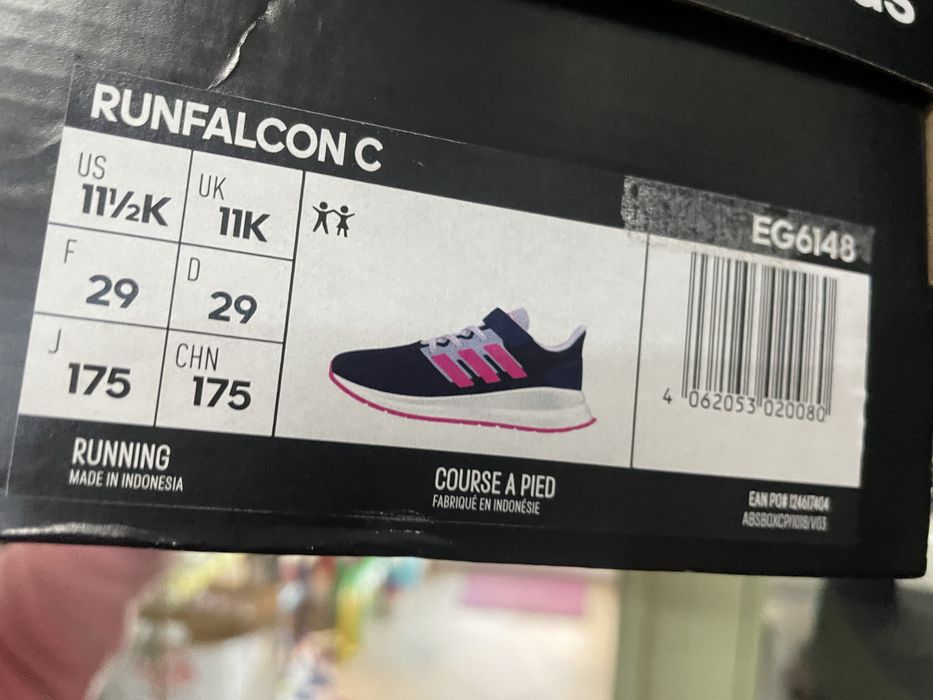 RUNFALCON C
US
11½K
UK
11K
F
29
D
29
J
175
CHN
175
EG6148
4 062053 020080
RUNNING
MADE IN INDONESIA
COURSE A PIED
FABRIQUÉ EN INDONÉSIE
EAN PO# 124617404
ABSBOXCP/1018/V03